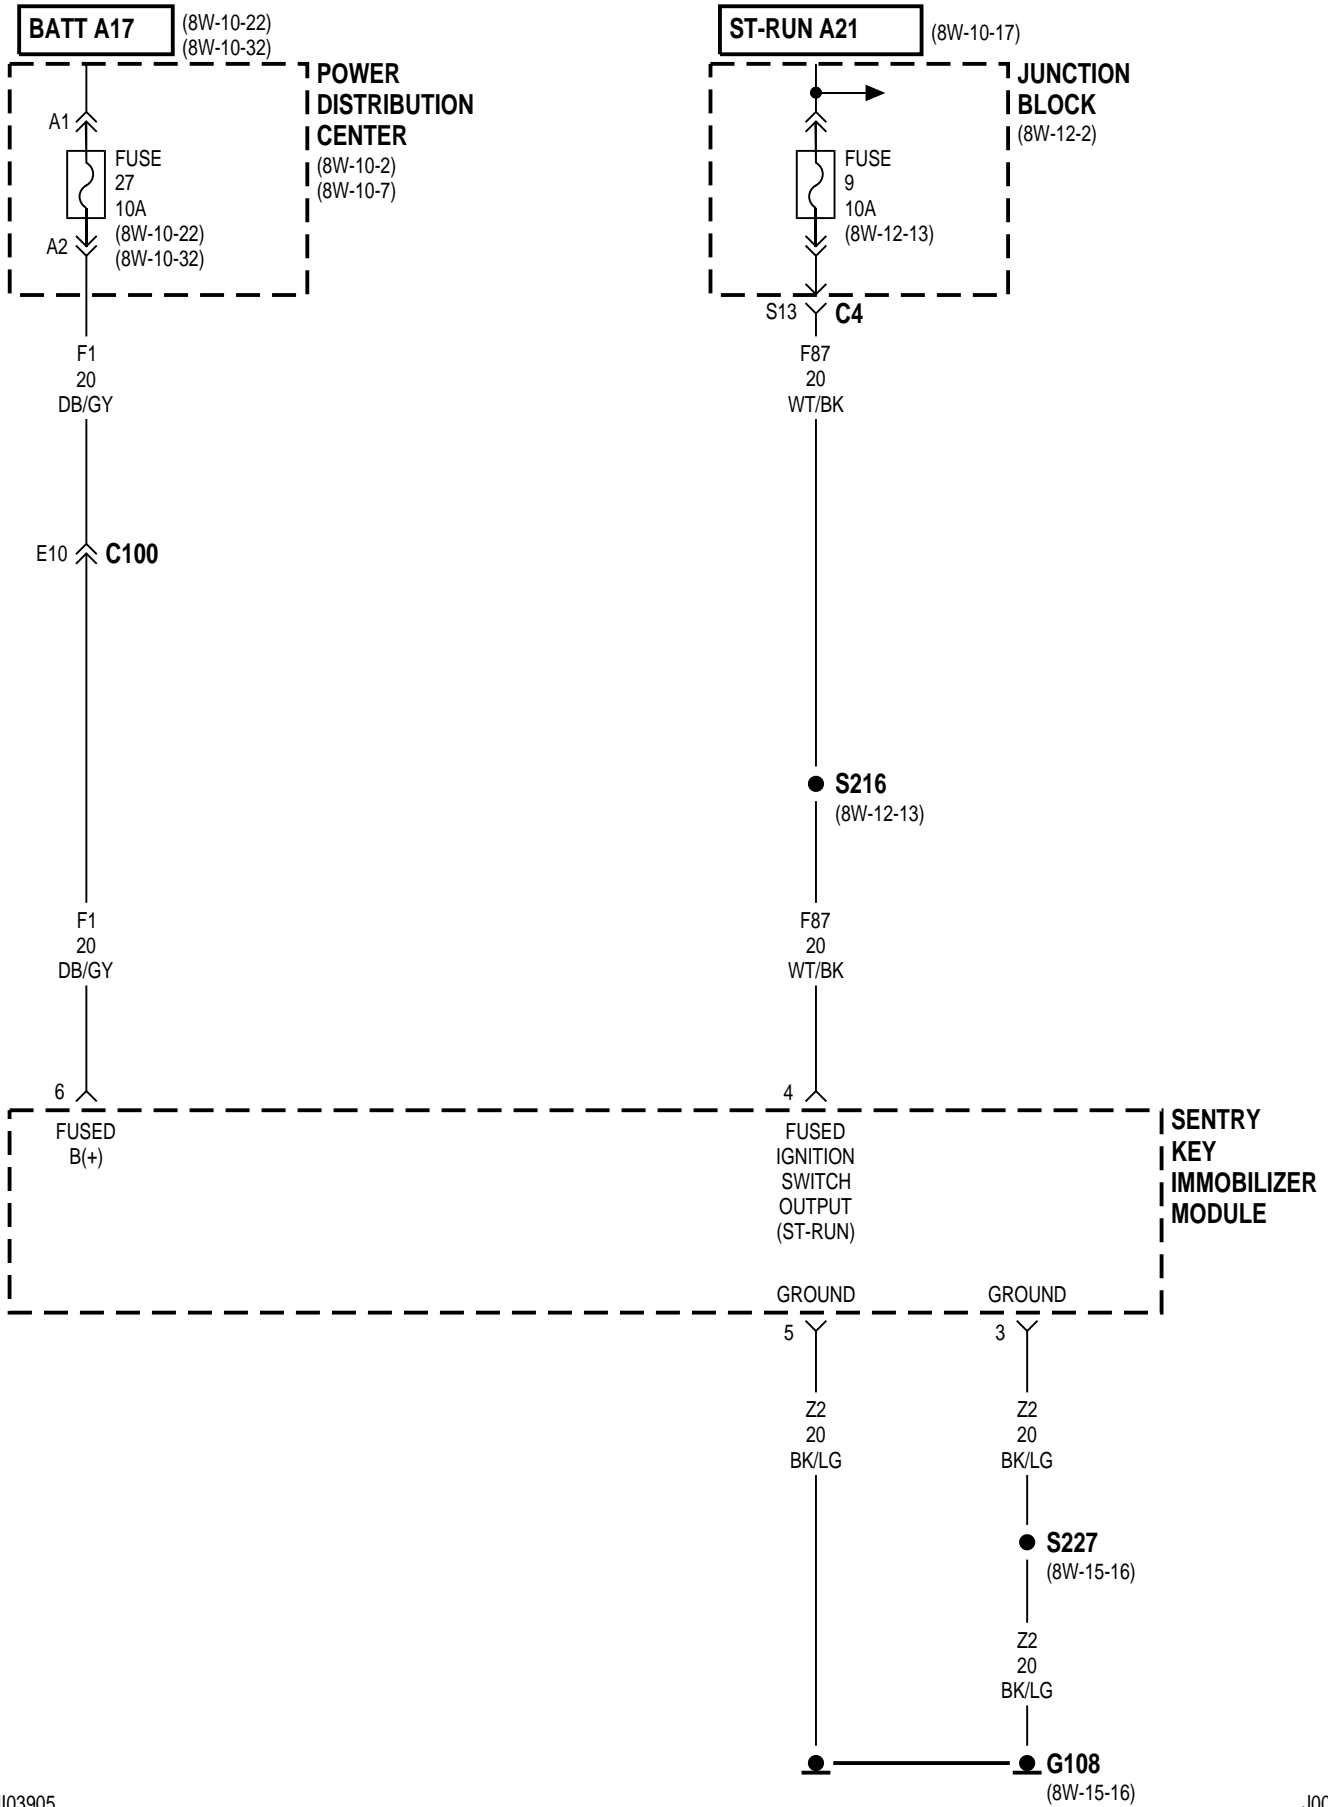 BATT A17
(8W-10-22)
(8W-10-32)
POWER
DISTRIBUTION
CENTER
(8W-10-2)
(8W-10-7)
A1
FUSE
27
10A
(8W-10-22)
(8W-10-32)
A2
ST-RUN A21
(8W-10-17)
JUNCTION
BLOCK
(8W-12-2)
FUSE
9
10A
(8W-12-13)
S13
C4
F1
20
DB/GY
F87
20
WT/BK
E10
C100
S216
(8W-12-13)
F1
20
DB/GY
F87
20
WT/BK
6
4
FUSED
B(+)
FUSED
IGNITION
SWITCH
OUTPUT
(ST-RUN)
SENTRY
KEY
IMMOBILIZER
MODULE
GROUND
GROUND
5
3
Z2
20
BK/LG
Z2
20
BK/LG
S227
(8W-15-16)
Z2
20
BK/LG
G108
(8W-15-16)